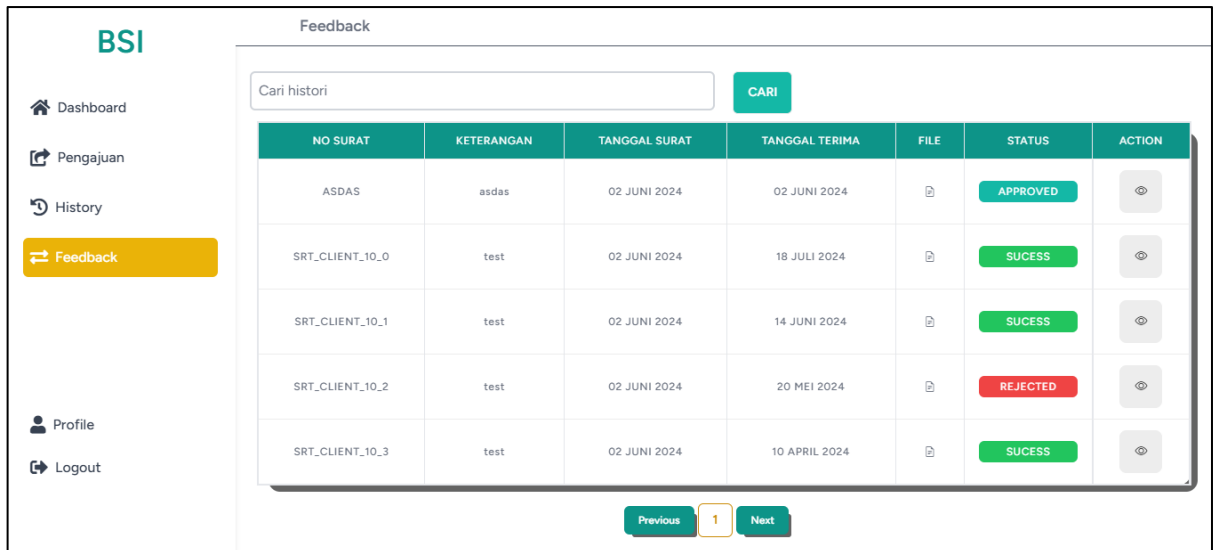 BSI
Feedback
Dashboard
Pengajuan
History
Feedback
Profile
Logout
Cari histori
CARI
NO SURAT KETERANGAN TANGGAL SURAT TANGGAL TERIMA FILE STATUS ACTION
ASDAS asdas 02 JUNI 2024 02 JUNI 2024 APPROVED
SRT_CLIENT_10_0 test 02 JUNI 2024 18 JULI 2024 SUCESS
SRT_CLIENT_10_1 test 02 JUNI 2024 14 JUNI 2024 SUCESS
SRT_CLIENT_10_2 test 02 JUNI 2024 20 MEI 2024 REJECTED
SRT_CLIENT_10_3 test 02 JUNI 2024 10 APRIL 2024 SUCESS
Previous 1 Next